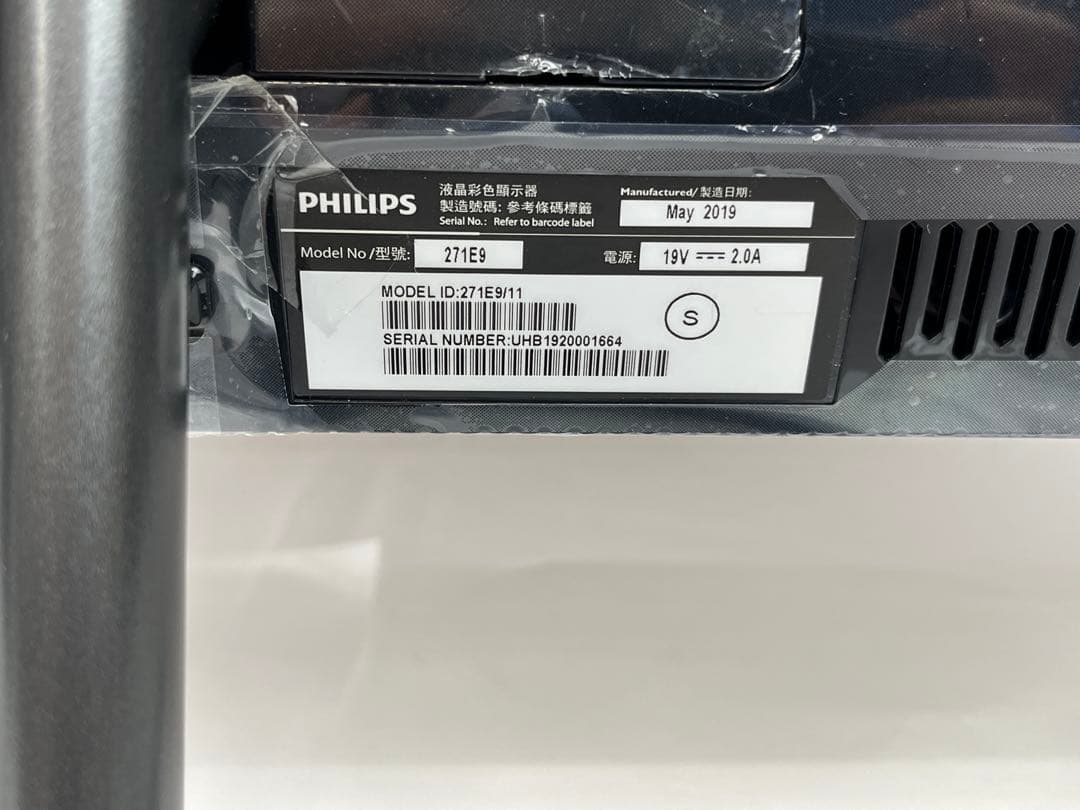 PHILIPS
液晶彩色顯示器
製造號碼: 參考條碼標籤
Serial No.: Refer to barcode label
Manufactured/ 製造日期:
May 2019
Model No /型號: 271E9
電源: 19V ⎓ 2.0A
MODEL ID:271E9/11
SERIAL NUMBER:UHB1920001664
S